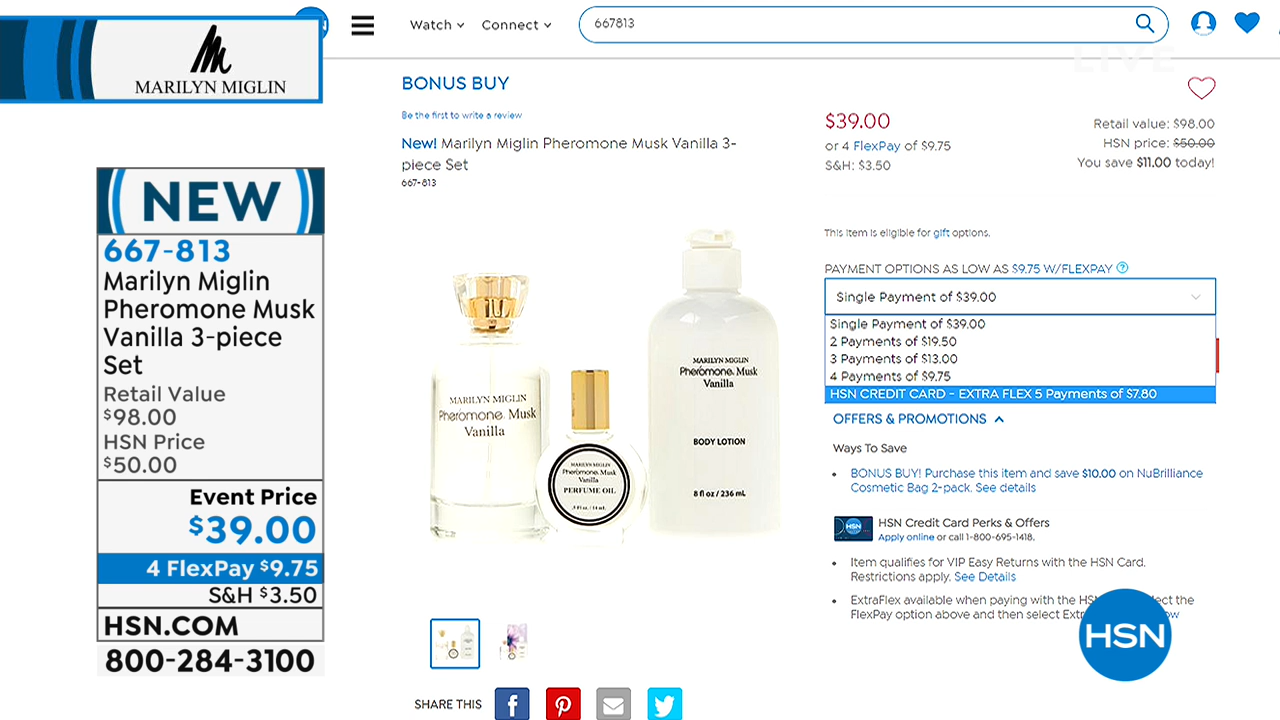 MARILYN MIGLIN
NEW
667-813
Marilyn Miglin
Pheromone Musk
Vanilla 3-piece
Set
Retail Value
$98.00
HSN Price
$50.00
Event Price
$39.00
4 FlexPay $9.75
S&H $3.50
HSN.COM
800-284-3100
Watch
Connect
667813
LIVE
BONUS BUY
Be the first to write a review
New! Marilyn Miglin Pheromone Musk Vanilla 3-
piece Set
667-813
$39.00
or 4 FlexPay of $9.75
S&H: $3.50
Retail value: $98.00
HSN price: $50.00
You save $11.00 today!
MARILYN MIGLIN
Pheromone. Musk
Vanilla
MARILYN MIGLIN
Pheromone. Musk
Vanilla
PERFUME OIL
MARILYN MIGLIN
Pheromone. Musk
Vanilla
BODY LOTION
8 fl oz / 236 mL
This item is eligible for gift options.
PAYMENT OPTIONS AS LOW AS $9.75 W/FLEXPAY
Single Payment of $39.00
Single Payment of $39.00
2 Payments of $19.50
3 Payments of $13.00
4 Payments of $9.75
HSN CREDIT CARD - EXTRA FLEX 5 Payments of $7.80
OFFERS & PROMOTIONS
Ways To Save
BONUS BUY! Purchase this item and save $10.00 on NuBrilliance
Cosmetic Bag 2-pack. See details
HSN
HSN Credit Card Perks & Offers
Apply online or call 1-800-695-1418.
Item qualifies for VIP Easy Returns with the HSN Card.
Restrictions apply. See Details
ExtraFlex available when paying with the the
FlexPay option above and then select
HSN
SHARE THIS